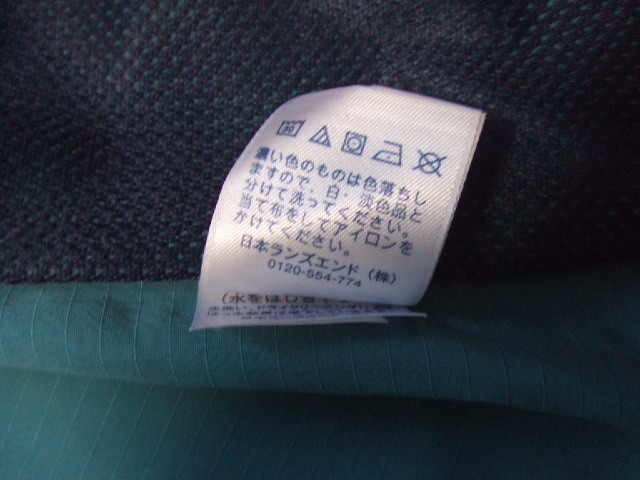 濃い色のものは色落ちし
ますので、白、淡色品と
分けて洗ってください。
当て布をしてアイロンを
かけてください。
日本ランズエンド（株）
0120-554-774
（水をはじき